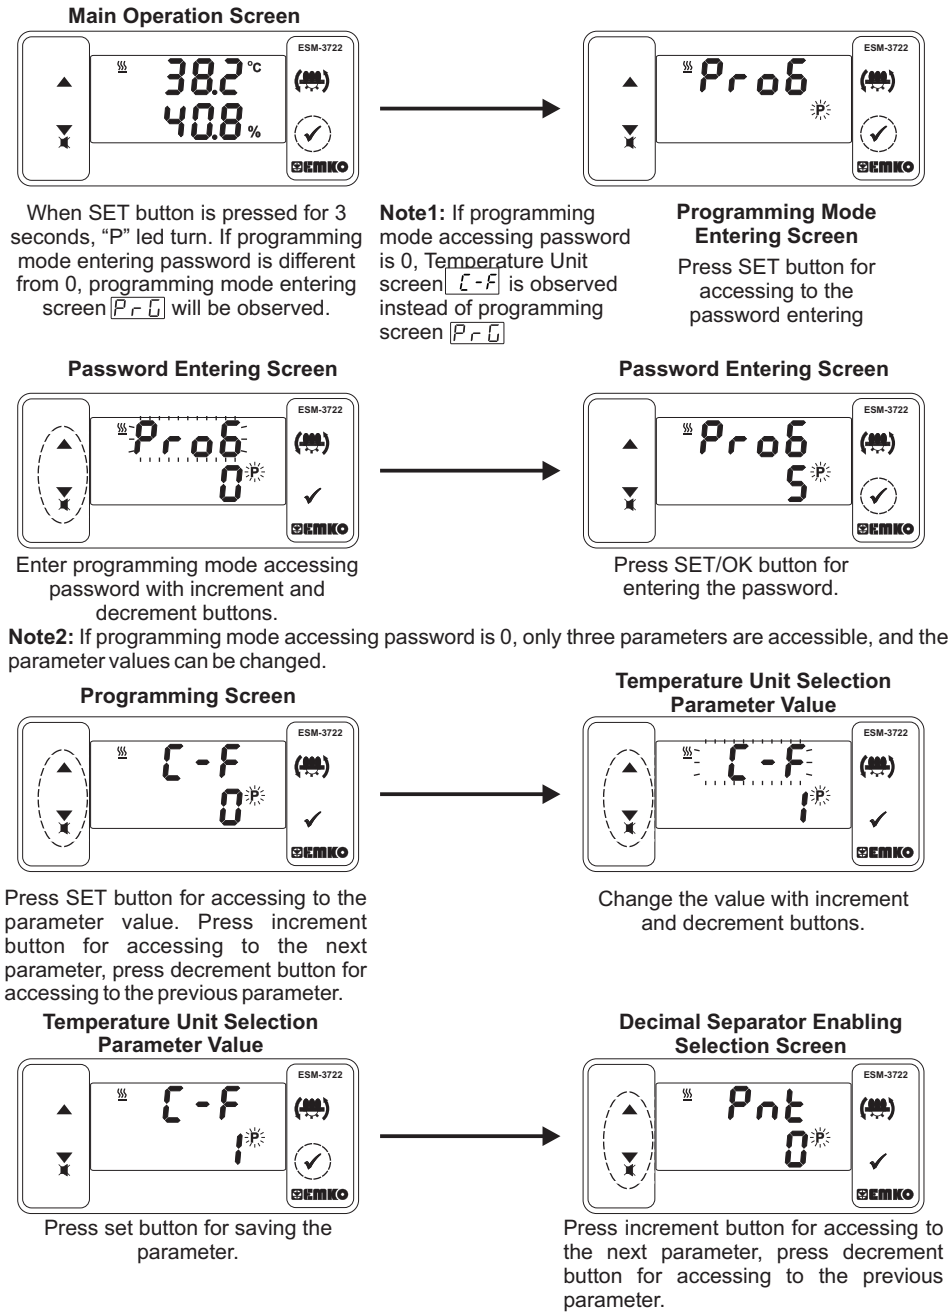 Main Operation Screen
ESM-3722
38.2 °C
40.8 %
EMKO
ESM-3722
Prog
P
EMKO
When SET button is pressed for 3
seconds, “P” led turn. If programming
mode entering password is different
from 0, programming mode entering
screen PrG will be observed.
Note1: If programming
mode accessing password
is 0, Temperature Unit
screen C-F is observed
instead of programming
screen PrG
Programming Mode
Entering Screen
Press SET button for
accessing to the
password entering
Password Entering Screen
ESM-3722
Prog
0 P
EMKO
Enter programming mode accessing
password with increment and
decrement buttons.
Password Entering Screen
ESM-3722
Prog
5 P
EMKO
Press SET/OK button for
entering the password.
Note2: If programming mode accessing password is 0, only three parameters are accessible, and the
parameter values can be changed.
Programming Screen
ESM-3722
C-F
0 P
EMKO
Press SET button for accessing to the
parameter value. Press increment
button for accessing to the next
parameter, press decrement button for
accessing to the previous parameter.
Temperature Unit Selection
Parameter Value
ESM-3722
C-F
1 P
EMKO
Change the value with increment
and decrement buttons.
Temperature Unit Selection
Parameter Value
ESM-3722
C-F
1 P
EMKO
Press set button for saving the
parameter.
Decimal Separator Enabling
Selection Screen
ESM-3722
Pnt
0 P
EMKO
Press increment button for accessing to
the next parameter, press decrement
button for accessing to the previous
parameter.